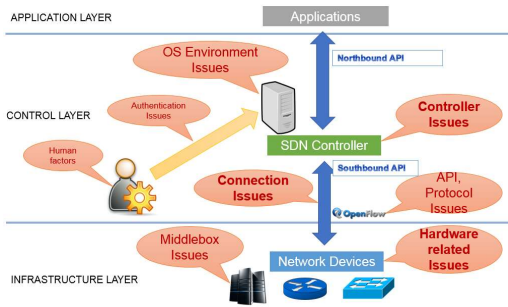 APPLICATION LAYER
Applications
OS Environment
Issues
Northbound API
Authentication
Issues
CONTROL LAYER
Controller
Issues
SDN Controller
Human
factors
Southbound API
Connection
Issues
API,
Protocol
Issues
OpenFlow
Middlebox
Issues
Hardware
related
Issues
Network Devices
INFRASTRUCTURE LAYER